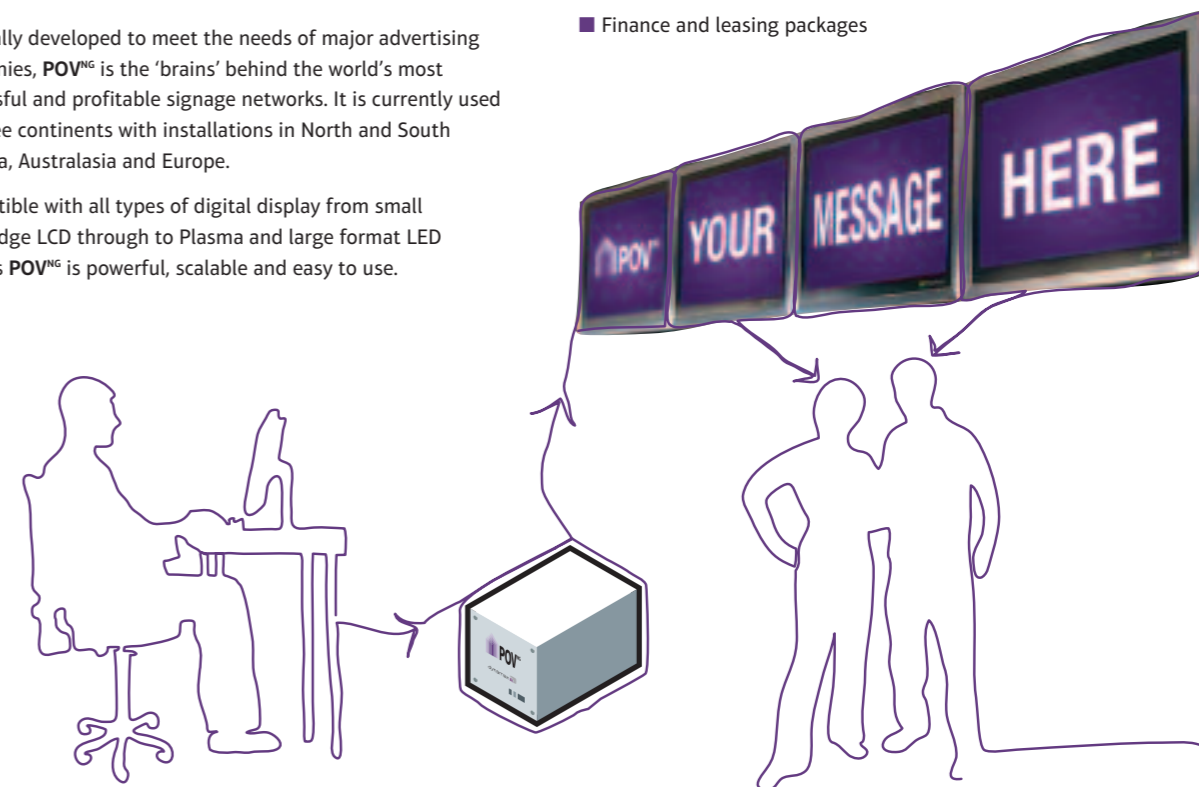 ally developed to meet the needs of major advertising
nies, POVᴺᴳ is the ‘brains’ behind the world’s most
sful and profitable signage networks. It is currently used
ee continents with installations in North and South
a, Australasia and Europe.
tible with all types of digital display from small
dge LCD through to Plasma and large format LED
s POVᴺᴳ is powerful, scalable and easy to use.
■ Finance and leasing packages
POV
YOUR
MESSAGE
HERE
POVᴺᴳ